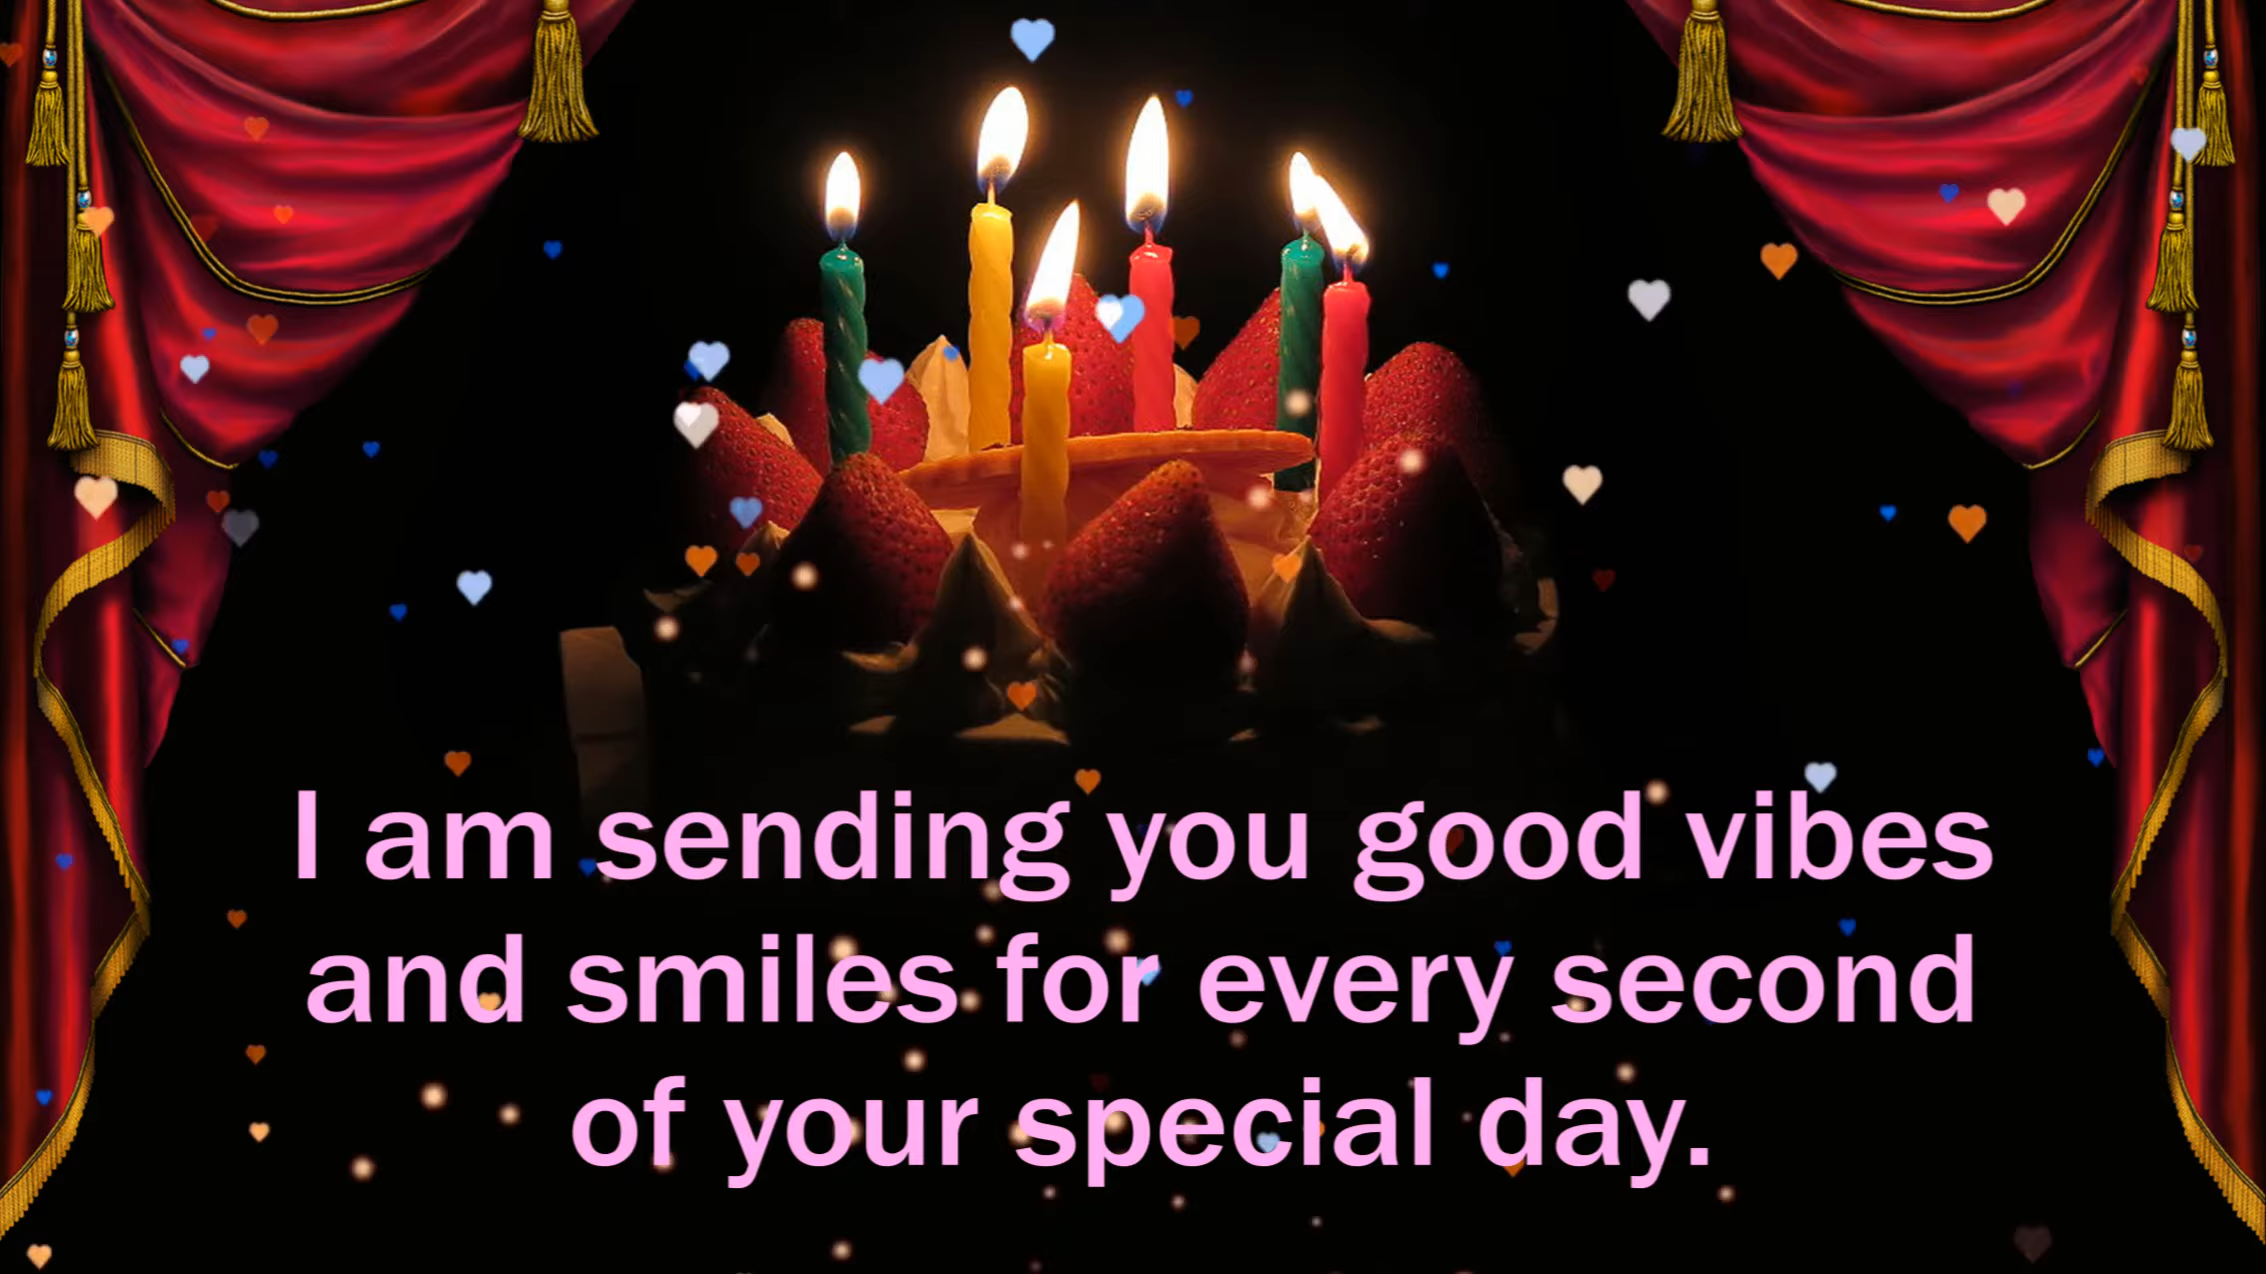 I am sending you good vibes
and smiles for every second
of your special day.